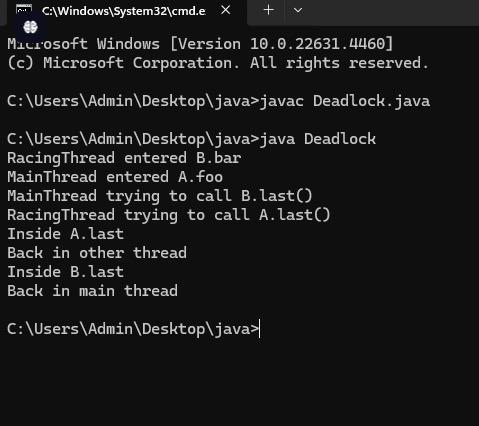 C:\Windows\System32\cmd.e
Microsoft Windows [Version 10.0.22631.4460]
(c) Microsoft Corporation. All rights reserved.
C:\Users\Admin\Desktop\java>javac Deadlock.java
C:\Users\Admin\Desktop\java>java Deadlock
RacingThread entered B.bar
MainThread entered A.foo
MainThread trying to call B.last()
RacingThread trying to call A.last()
Inside A.last
Back in other thread
Inside B.last
Back in main thread
C:\Users\Admin\Desktop\java>